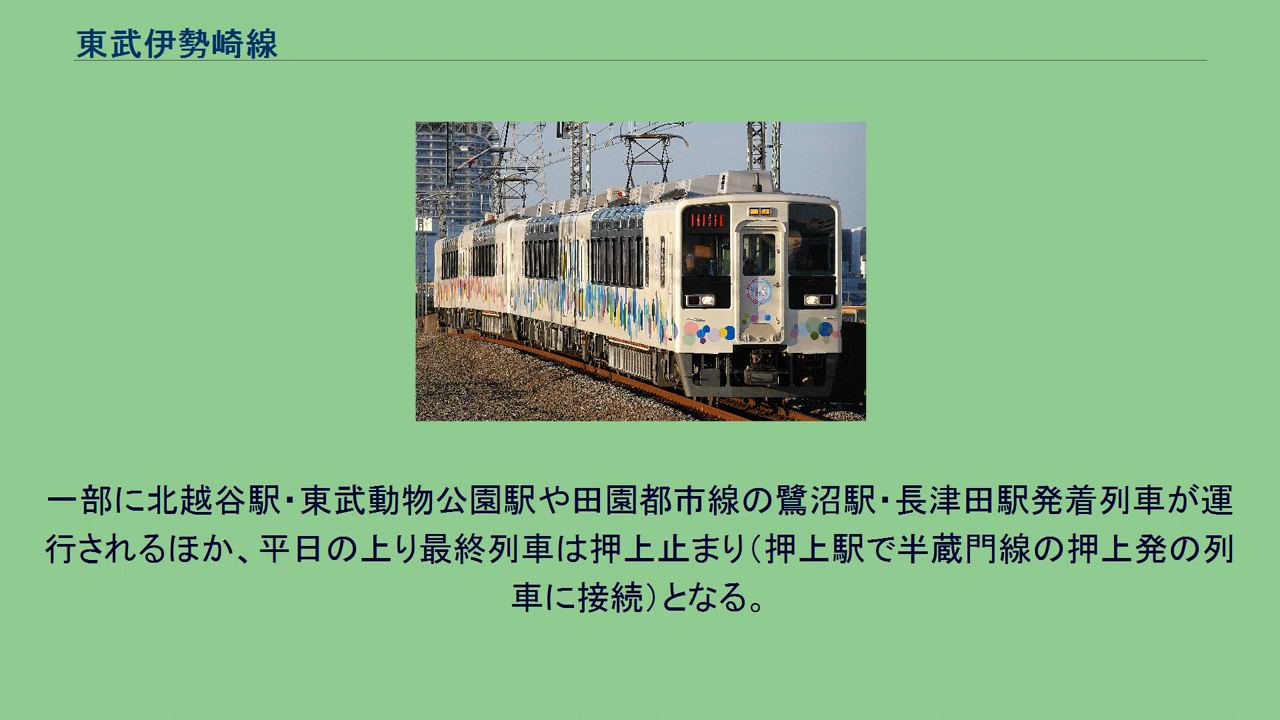 東武伊勢崎線
一部に北越谷駅・東武動物公園駅や田園都市線の鷺沼駅・長津田駅発着列車が運
行されるほか、平日の上り最終列車は押上止まり（押上駅で半蔵門線の押上発の列
車に接続）となる。